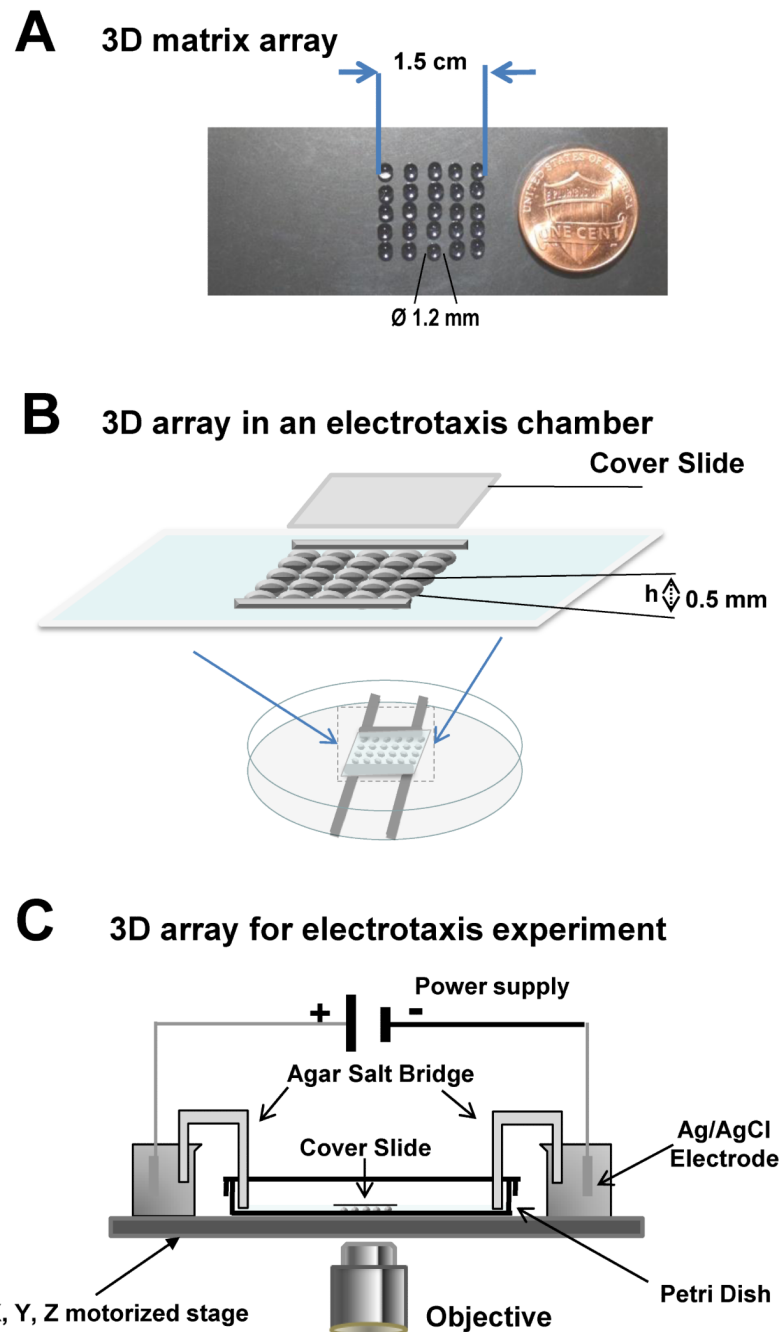 A 3D matrix array
1.5 cm
UNITED STATES OF AMERICA
E PLURIBUS UNUM
ONE CENT
Ø 1.2 mm
B 3D array in an electrotaxis chamber
Cover Slide
h 0.5 mm
C 3D array for electrotaxis experiment
Power supply
+ -
Agar Salt Bridge
Cover Slide
Ag/AgCl
Electrode
, Y, Z motorized stage
Petri Dish
Objective